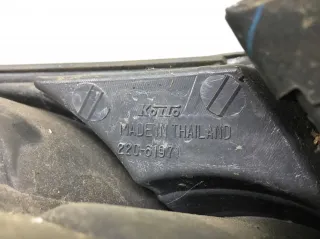 KOITO
MADE IN THAILAND
220-61971